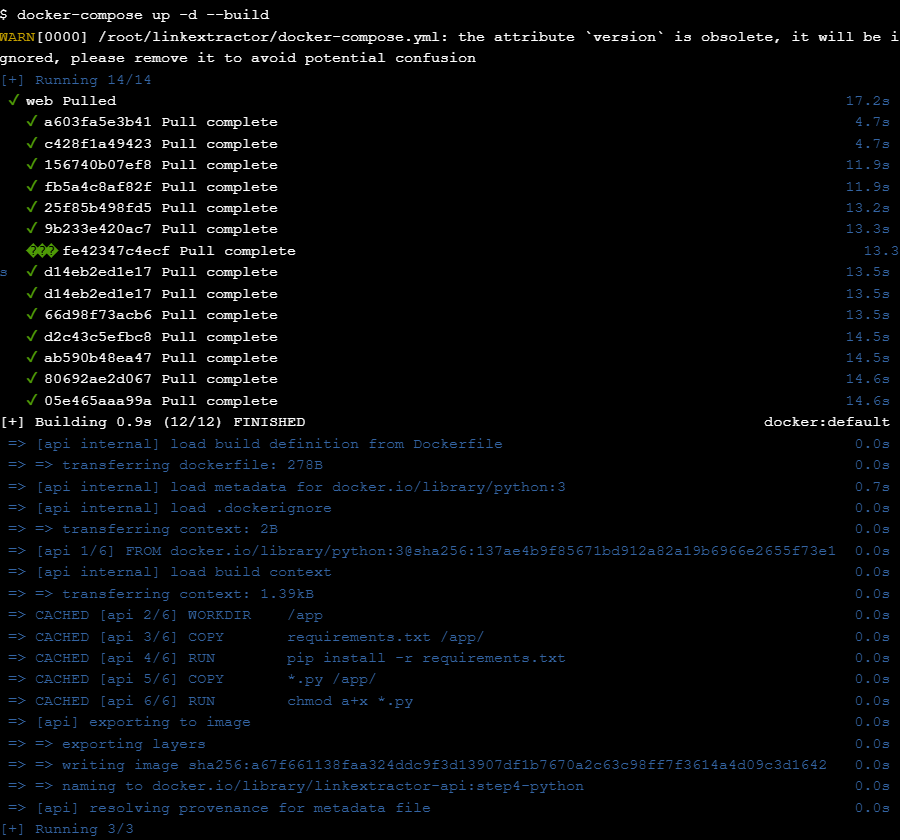 $ docker-compose up -d --build
WARN[0000] /root/linkextractor/docker-compose.yml: the attribute `version` is obsolete, it will be i
gnored, please remove it to avoid potential confusion
[+] Running 14/14
✓ web Pulled 17.2s
✓ a603fa5e3b41 Pull complete 4.7s
✓ c428f1a49423 Pull complete 4.7s
✓ 156740b07ef8 Pull complete 11.9s
✓ fb5a4c8af82f Pull complete 11.9s
✓ 25f85b498fd5 Pull complete 13.2s
✓ 9b233e420ac7 Pull complete 13.3s
��� fe42347c4ecf Pull complete 13.3
s ✓ d14eb2ed1e17 Pull complete 13.5s
✓ d14eb2ed1e17 Pull complete 13.5s
✓ 66d98f73acb6 Pull complete 13.5s
✓ d2c43c5efbc8 Pull complete 14.5s
✓ ab590b48ea47 Pull complete 14.5s
✓ 80692ae2d067 Pull complete 14.6s
✓ 05e465aaa99a Pull complete 14.6s
[+] Building 0.9s (12/12) FINISHED docker:default
=> [api internal] load build definition from Dockerfile 0.0s
=> => transferring dockerfile: 278B 0.0s
=> [api internal] load metadata for docker.io/library/python:3 0.7s
=> [api internal] load .dockerignore 0.0s
=> => transferring context: 2B 0.0s
=> [api 1/6] FROM docker.io/library/python:3@sha256:137ae4b9f85671bd912a82a19b6966e2655f73e1 0.0s
=> [api internal] load build context 0.0s
=> => transferring context: 1.39kB 0.0s
=> CACHED [api 2/6] WORKDIR /app 0.0s
=> CACHED [api 3/6] COPY requirements.txt /app/ 0.0s
=> CACHED [api 4/6] RUN pip install -r requirements.txt 0.0s
=> CACHED [api 5/6] COPY *.py /app/ 0.0s
=> CACHED [api 6/6] RUN chmod a+x *.py 0.0s
=> [api] exporting to image 0.0s
=> => exporting layers 0.0s
=> => writing image sha256:a67f661138faa324ddc9f3d13907df1b7670a2c63c98ff7f3614a4d09c3d1642 0.0s
=> => naming to docker.io/library/linkextractor-api:step4-python 0.0s
=> [api] resolving provenance for metadata file 0.0s
[+] Running 3/3